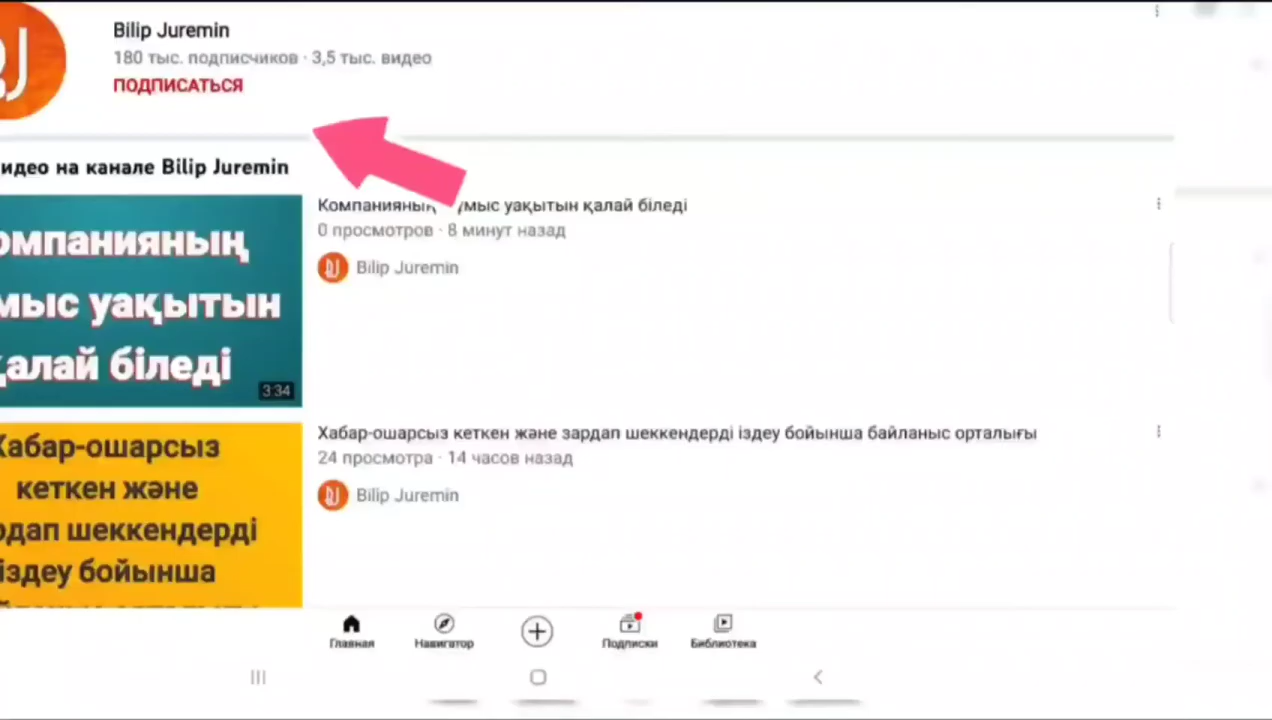 Bilip Juremin
180 тыс. подписчиков · 3,5 тыс. видео
ПОДПИСАТЬСЯ
идео на канале Bilip Juremin
омпанияның
мыс уақытын
қалай біледі
3:34
Компанияның ұмыс уақытын қалай біледі
0 просмотров · 8 минут назад
Bilip Juremin
Хабар-ошарсыз
кеткен және
рдап шеккендерді
іздеу бойынша
Хабар-ошарсыз кеткен және зардап шеккендерді іздеу бойынша байланыс орталығы
24 просмотра · 14 часов назад
Bilip Juremin
Главная Навигатор Подписки Библиотека